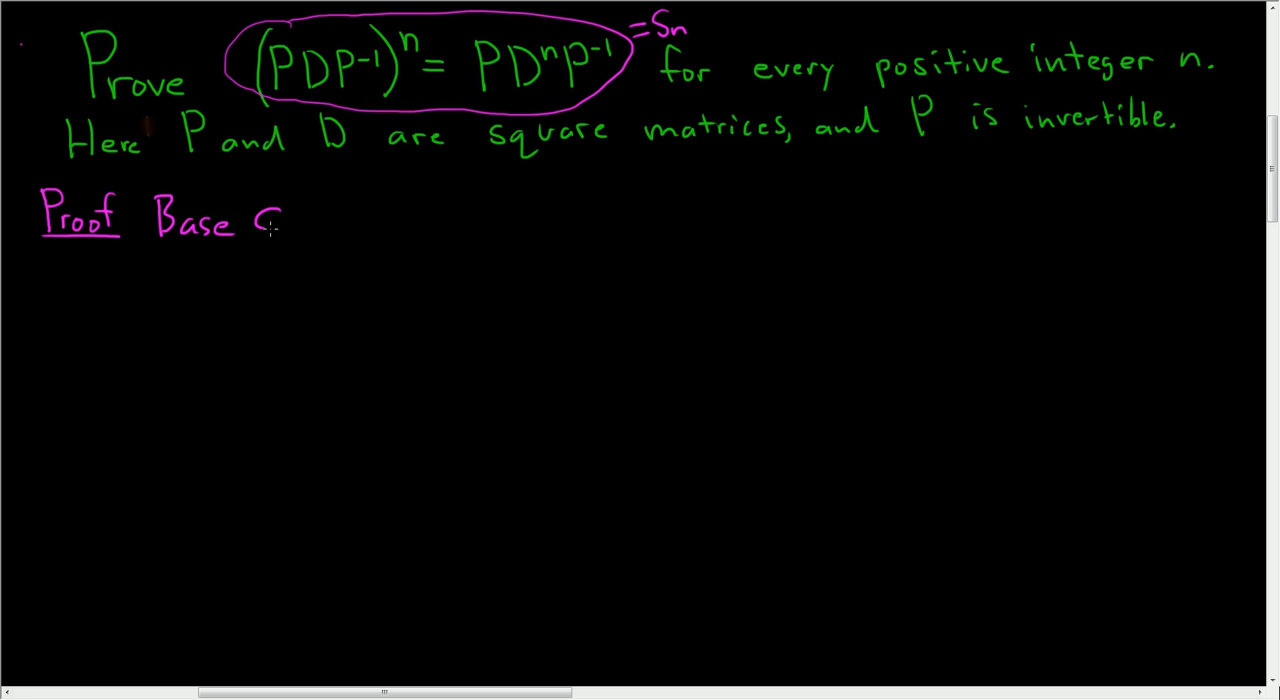 Prove (PDP⁻¹)ⁿ = PDⁿP⁻¹ = Sn for every positive integer n.
Here P and D are square matrices, and P is invertible.
Proof Base C